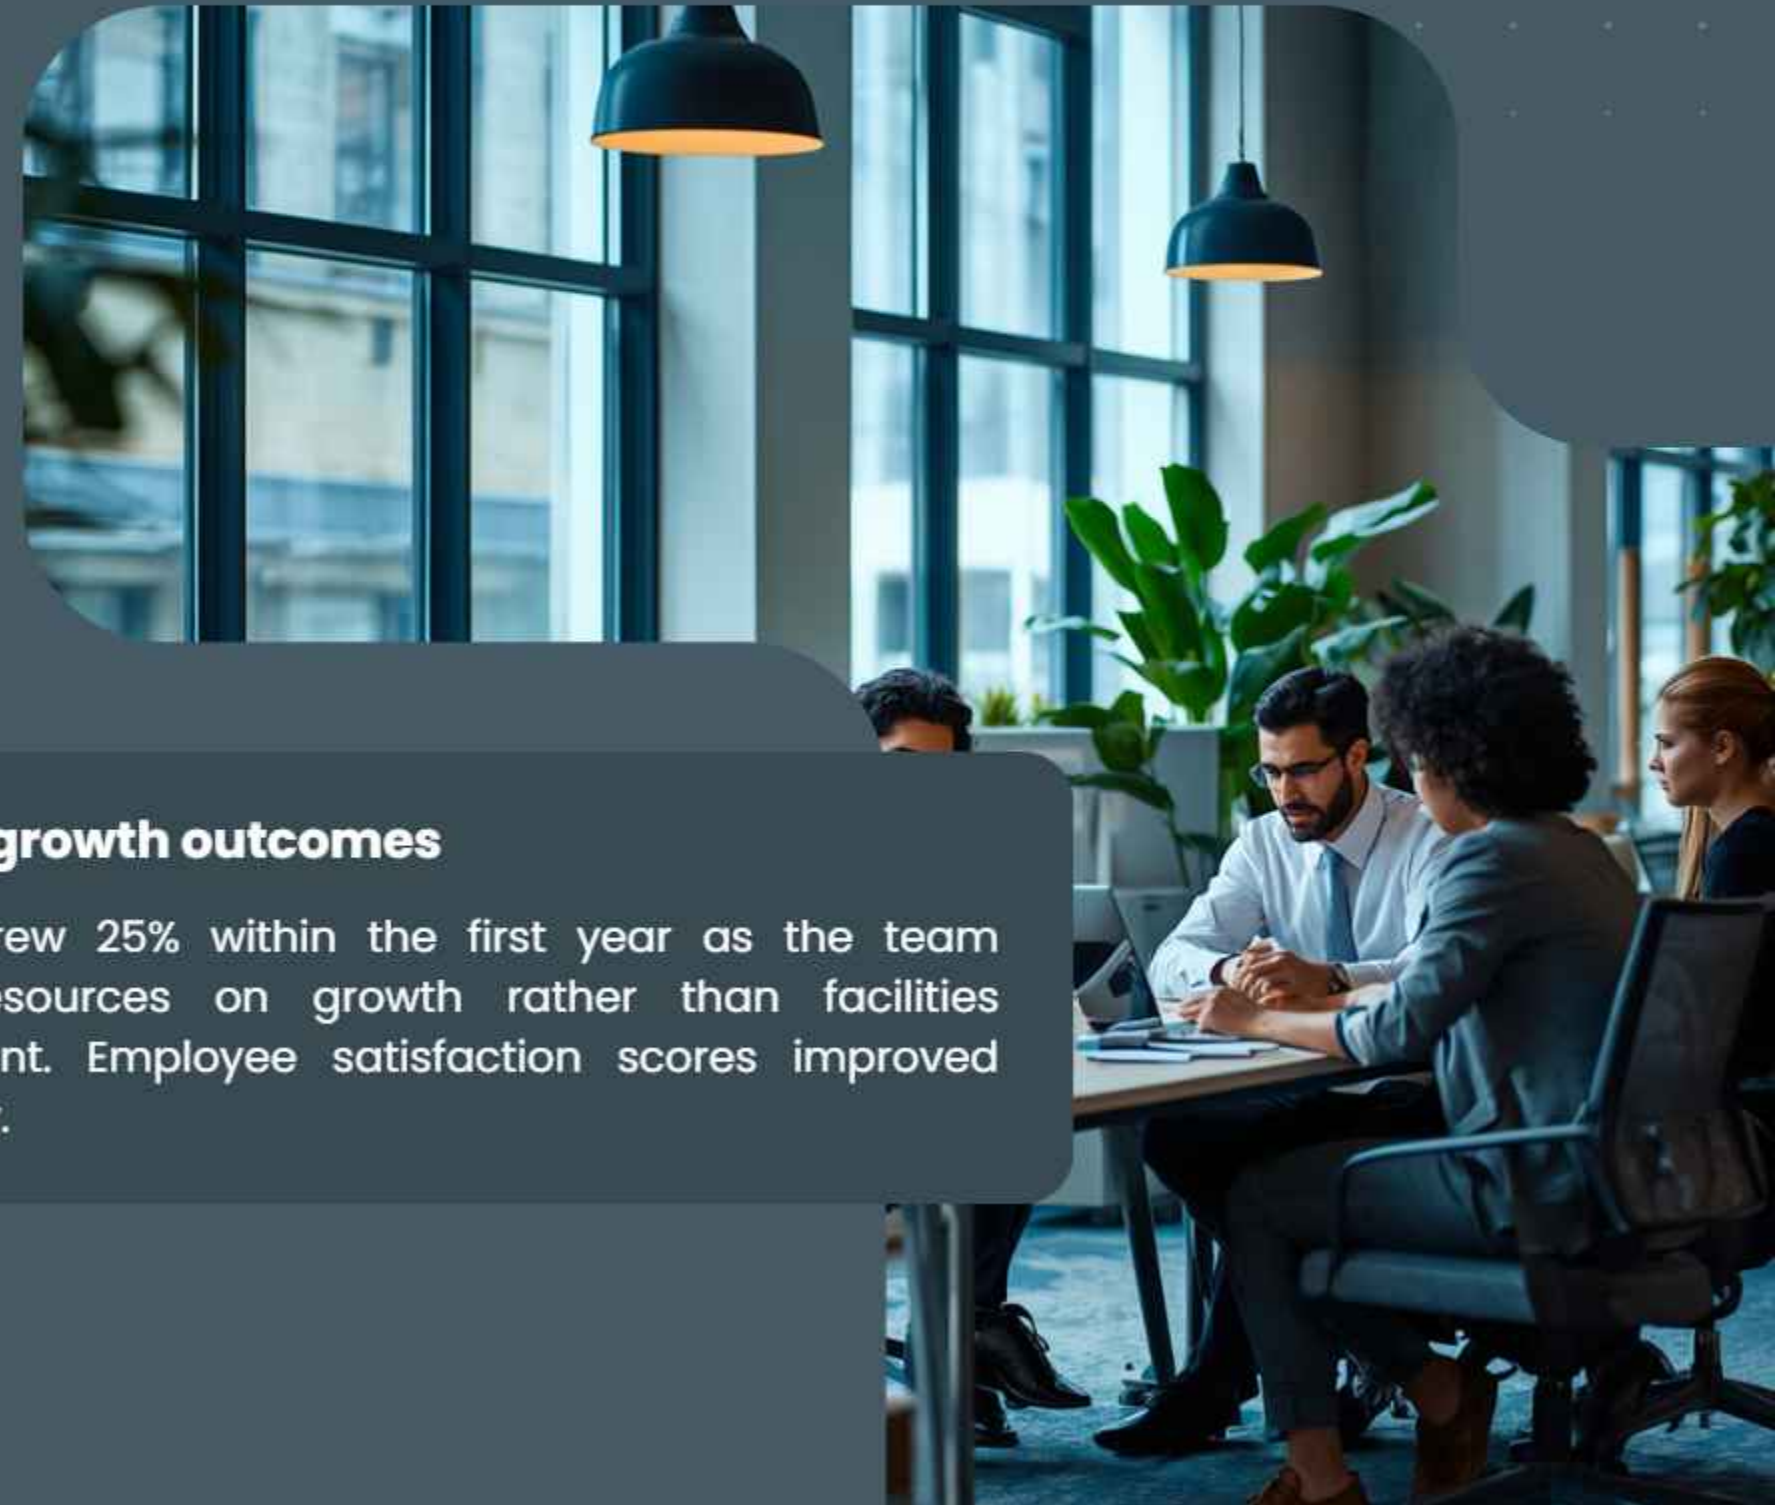 growth outcomes
rew 25% within the first year as the team
esources on growth rather than facilities
nt. Employee satisfaction scores improved
.